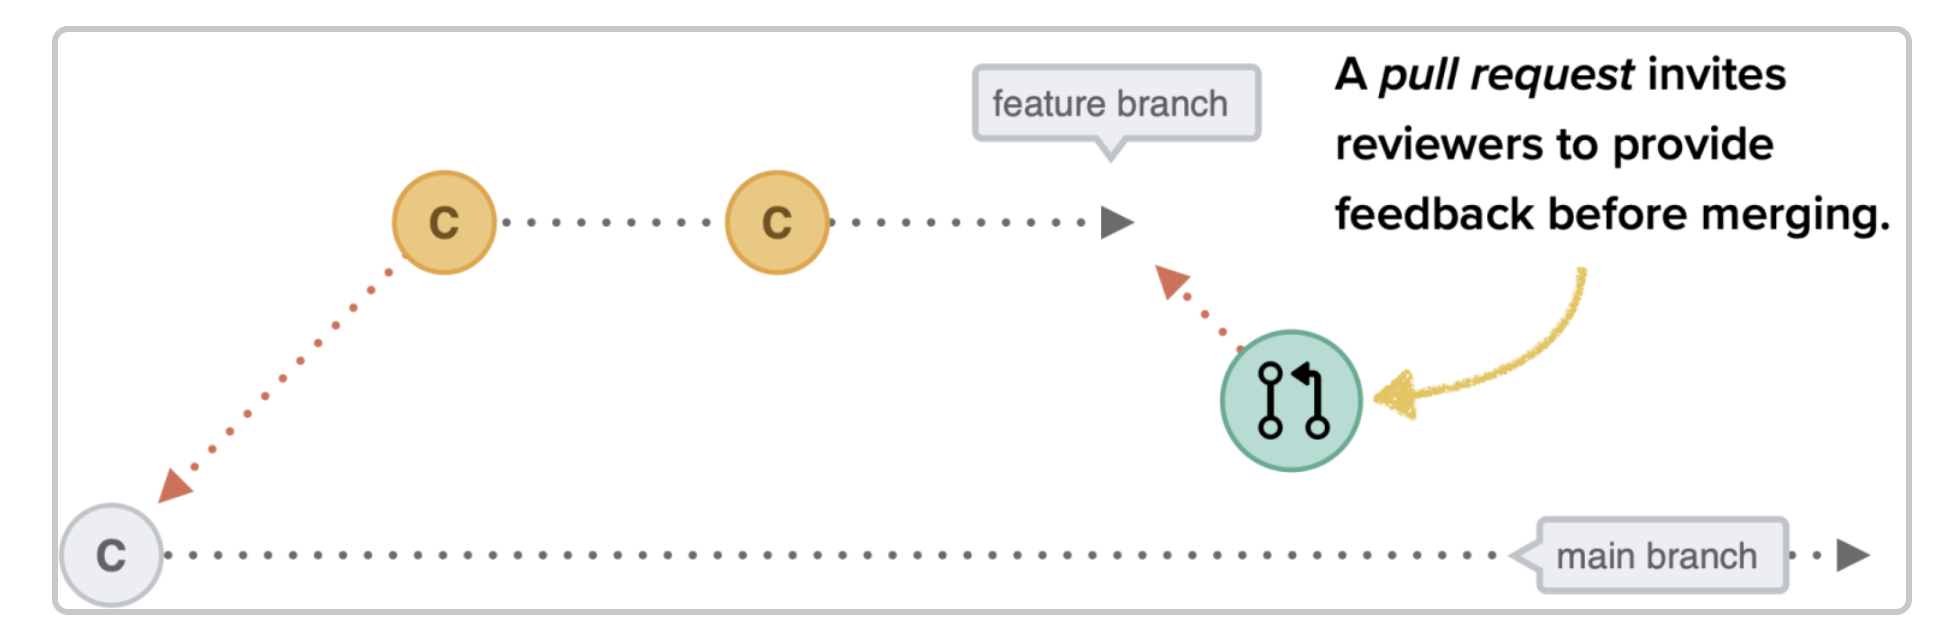 feature branch
A pull request invites
reviewers to provide
feedback before merging.
C
C
C
main branch